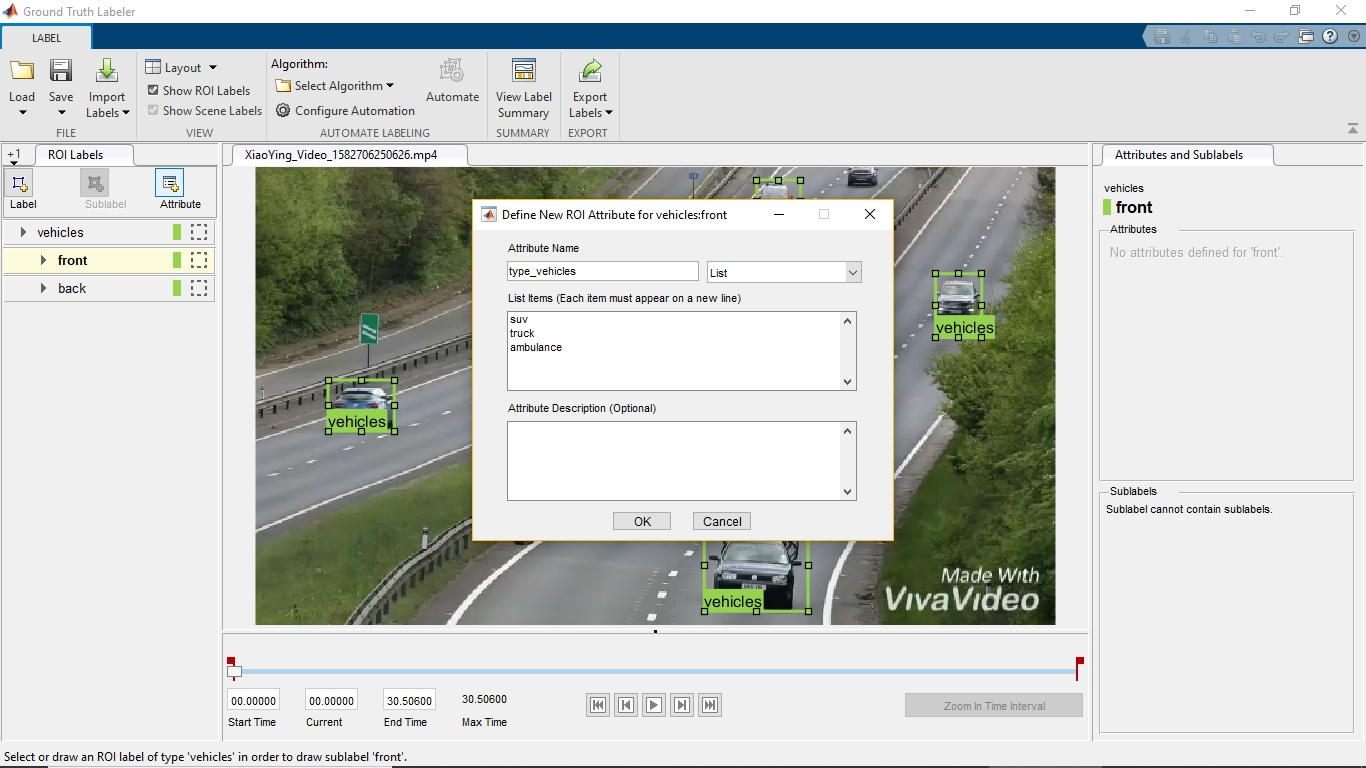 Ground Truth Labeler
LABEL
Load
Save
Import
Labels
FILE
Layout
Show ROI Labels
Show Scene Labels
VIEW
Algorithm:
Select Algorithm
Configure Automation
Automate
AUTOMATE LABELING
View Label
Summary
SUMMARY
Export
Labels
EXPORT
+1
ROI Labels
Label
Sublabel
Attribute
vehicles
front
back
XiaoYing_Video_1582706250626.mp4
vehicles
vehicles
vehicles
Made With
VivaVideo
Define New ROI Attribute for vehicles:front
Attribute Name
type_vehicles
List
List Items (Each item must appear on a new line)
suv
truck
ambulance
Attribute Description (Optional)
OK
Cancel
00.00000
00.00000
30.50600
30.50600
Start Time
Current
End Time
Max Time
Zoom In Time Interval
Attributes and Sublabels
vehicles
front
Attributes
No attributes defined for 'front'.
Sublabels
Sublabel cannot contain sublabels.
Select or draw an ROI label of type 'vehicles' in order to draw sublabel 'front'.